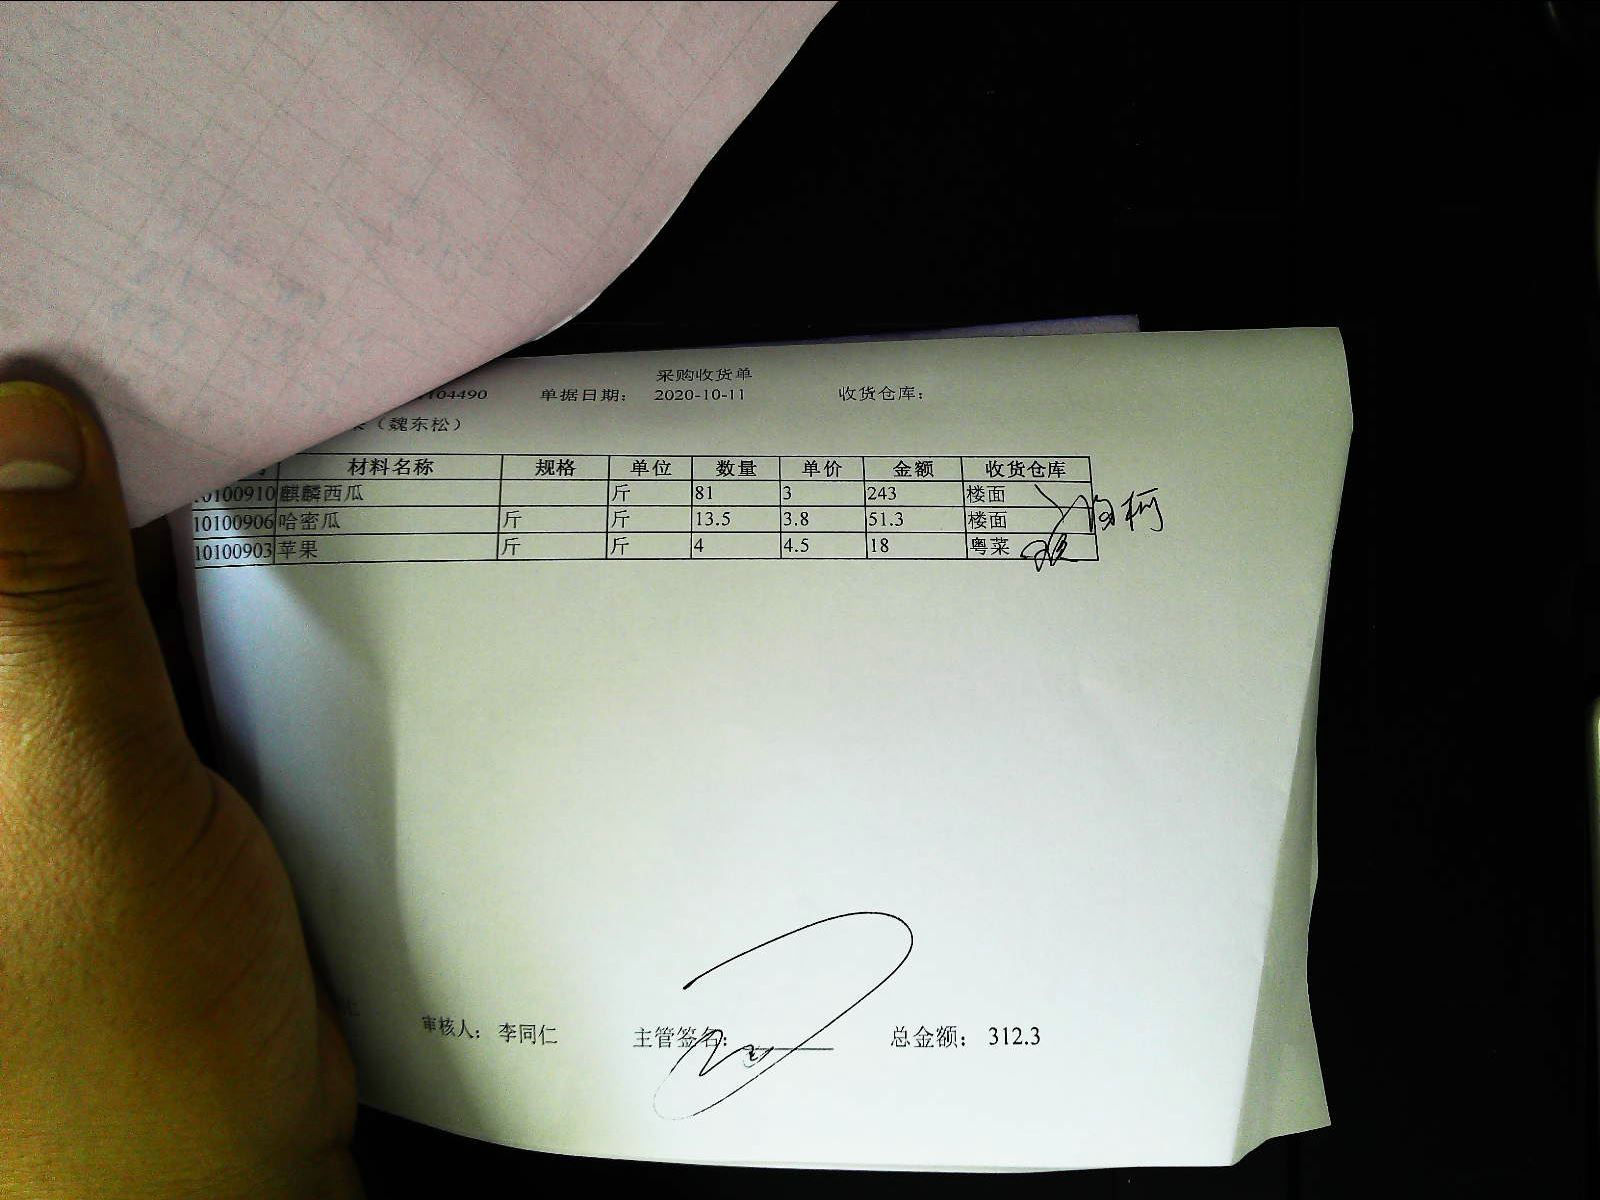 采购收货单
104490 单据日期： 2020-10-11 收货仓库：
（魏东松）
材料名称 规格 单位 数量 单价 金额 收货仓库
10100910 麒麟西瓜 斤 81 3 243 楼面
10100906 哈密瓜 斤 斤 13.5 3.8 51.3 楼面
10100903 苹果 斤 斤 4 4.5 18 粤菜
审核人： 李同仁 主管签名： 总金额： 312.3